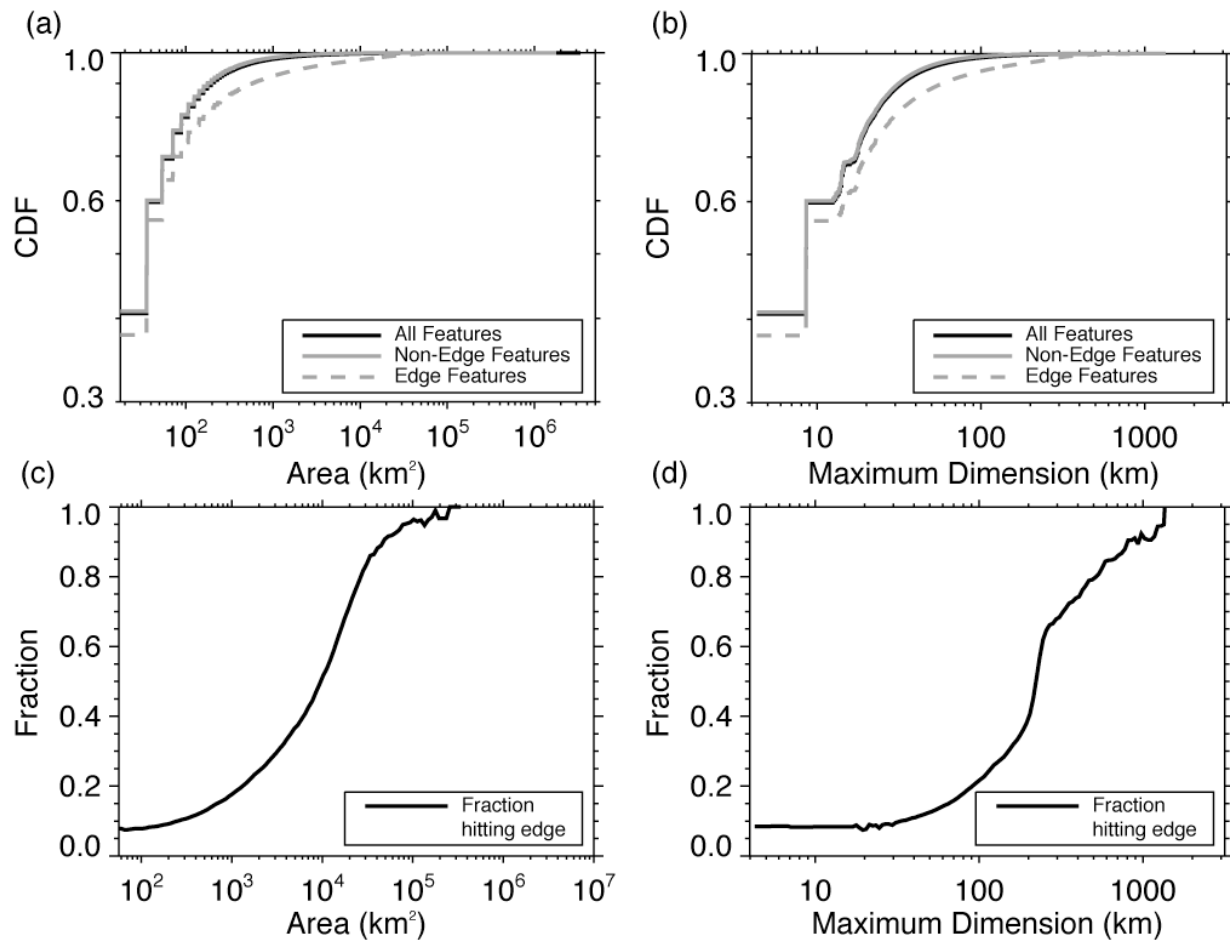 (a)
(b)
1.0
0.6
0.3
CDF
All Features
Non-Edge Features
Edge Features
10²
10³
10⁴
10⁵
10⁶
Area (km²)
1.0
0.6
0.3
CDF
All Features
Non-Edge Features
Edge Features
10
100
1000
Maximum Dimension (km)
(c)
(d)
1.0
0.8
0.6
0.4
0.2
0.0
Fraction
Fraction
hitting edge
10²
10³
10⁴
10⁵
10⁶
10⁷
Area (km²)
1.0
0.8
0.6
0.4
0.2
0.0
Fraction
Fraction
hitting edge
10
100
1000
Maximum Dimension (km)